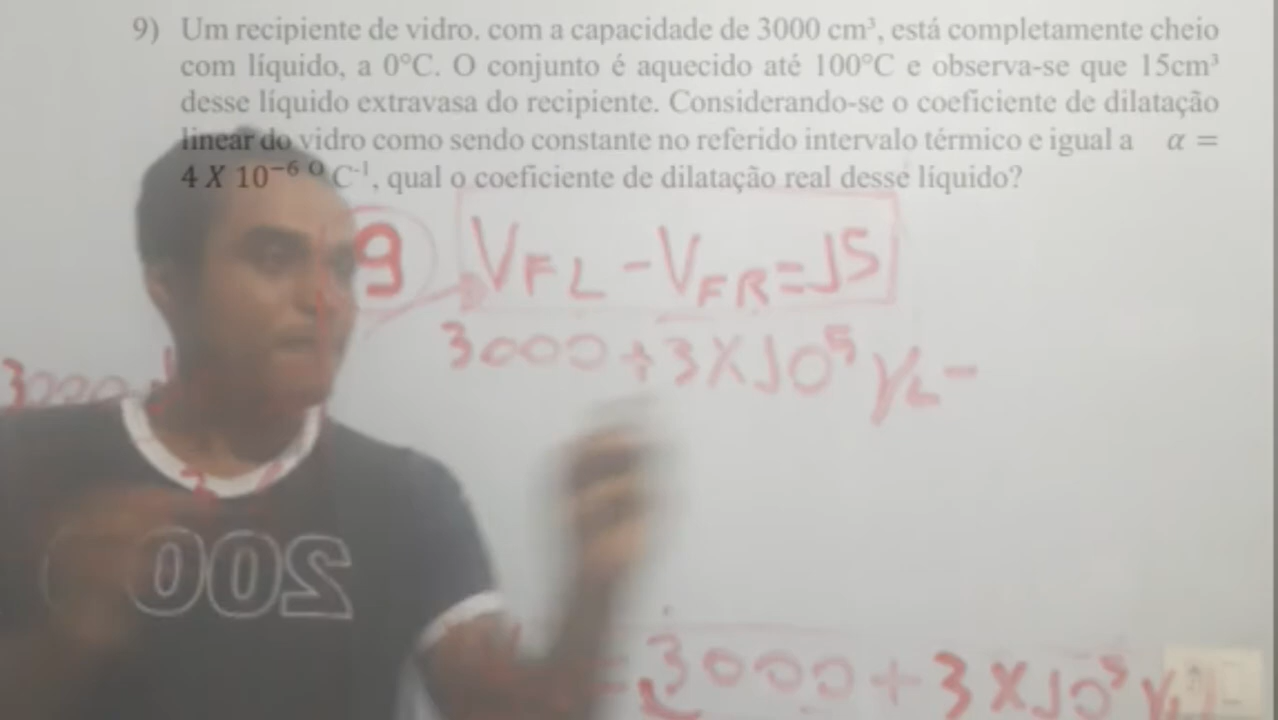 9) Um recipiente de vidro, com a capacidade de 3000 cm³, está completamente cheio
com líquido, a 0°C. O conjunto é aquecido até 100°C e observa-se que 15cm³
desse líquido extravasa do recipiente. Considerando-se o coeficiente de dilatação
linear do vidro como sendo constante no referido intervalo térmico e igual a α =
4 X 10⁻⁶ ᴼC⁻¹, qual o coeficiente de dilatação real desse líquido?
9 VFL - VFR = 15
3000 + 3X10⁵ γL -
3000
200
= 3000 + 3X10⁵ γL